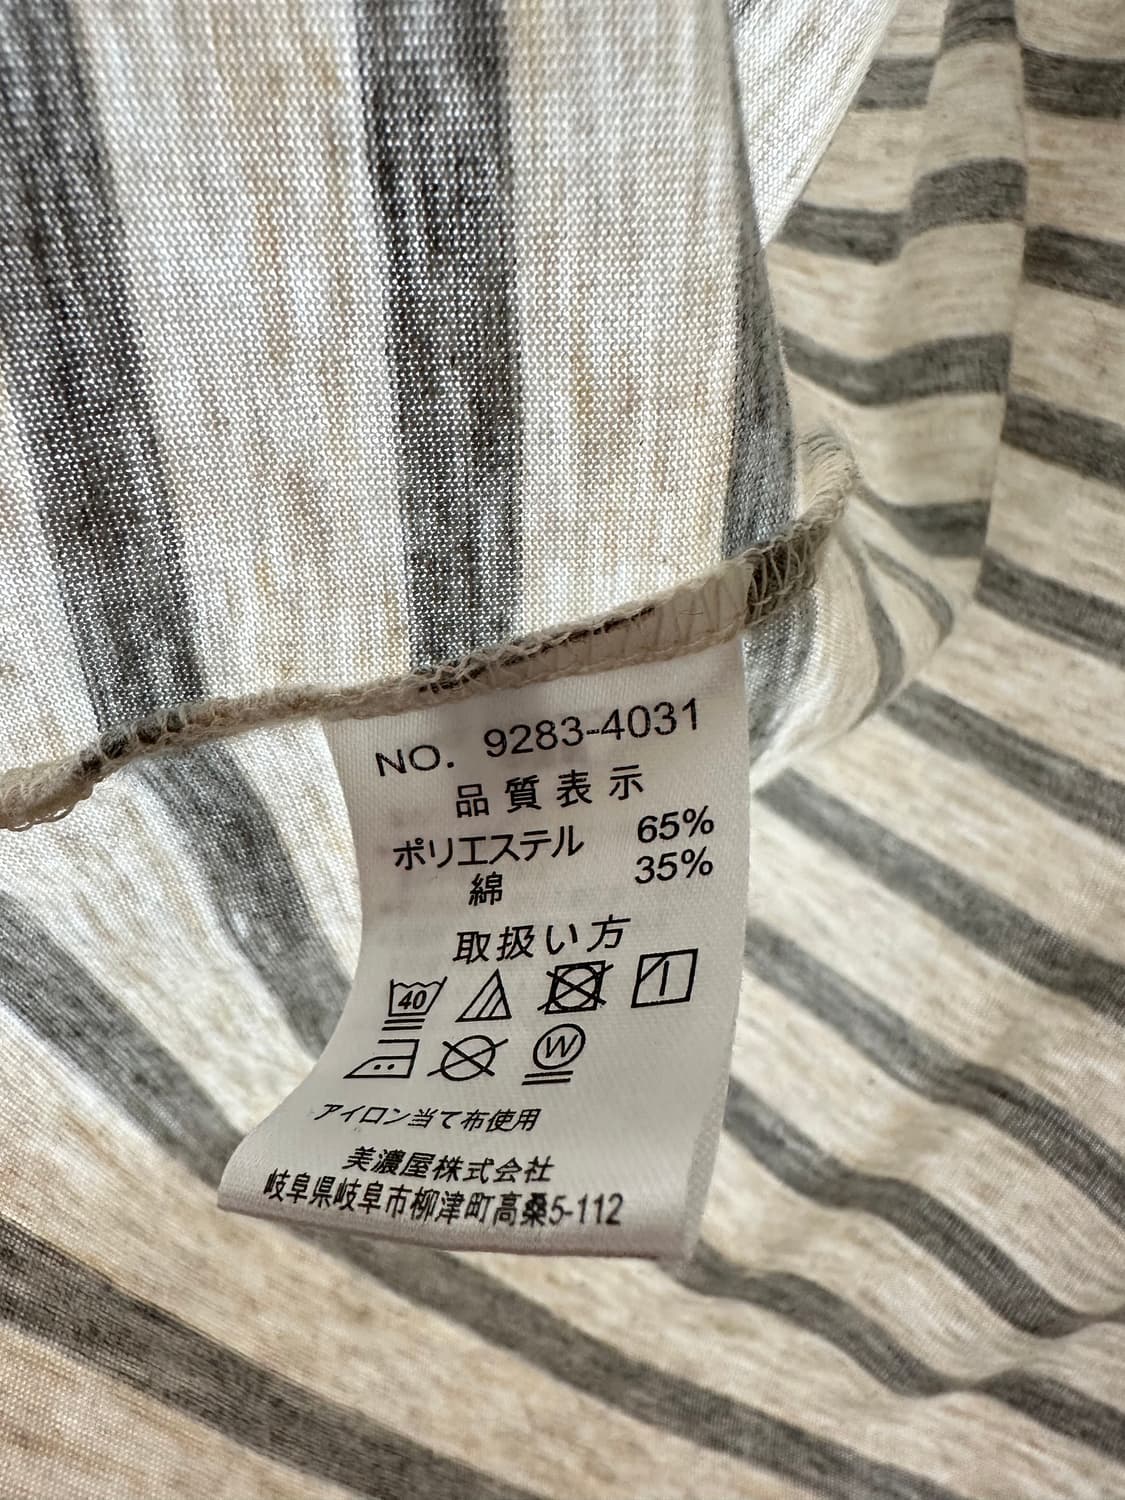 NO. 9283-4031
品質表示
ポリエステル 65%
綿 35%
取扱い方
40
W
アイロン当て布使用
美濃屋株式会社
岐阜県岐阜市柳津町高桑5-112